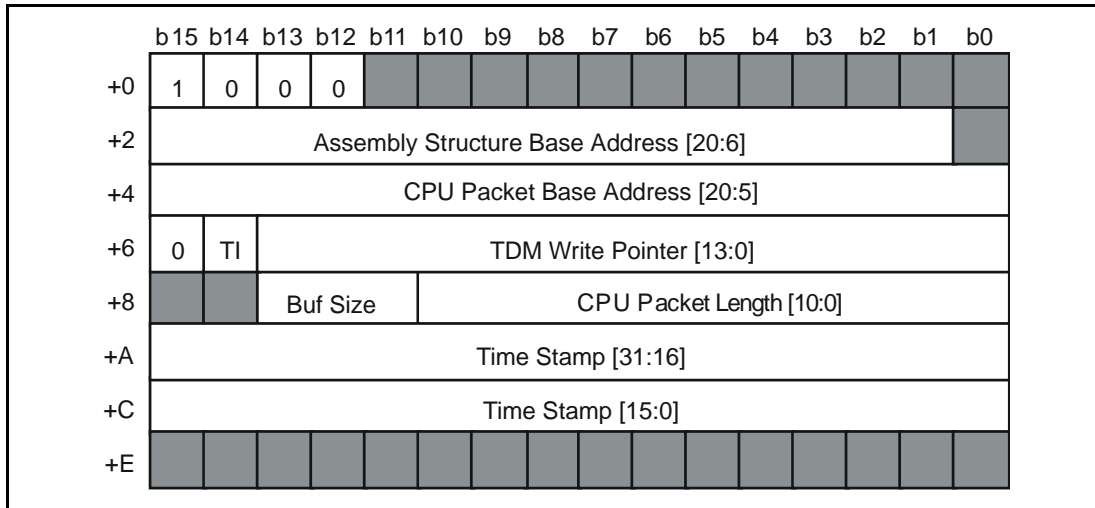 b15 b14 b13 b12 b11 b10 b9 b8 b7 b6 b5 b4 b3 b2 b1 b0
+0 1 0 0 0
+2 Assembly Structure Base Address [20:6]
+4 CPU Packet Base Address [20:5]
+6 0 TI TDM Write Pointer [13:0]
+8 Buf Size CPU Packet Length [10:0]
+A Time Stamp [31:16]
+C Time Stamp [15:0]
+E